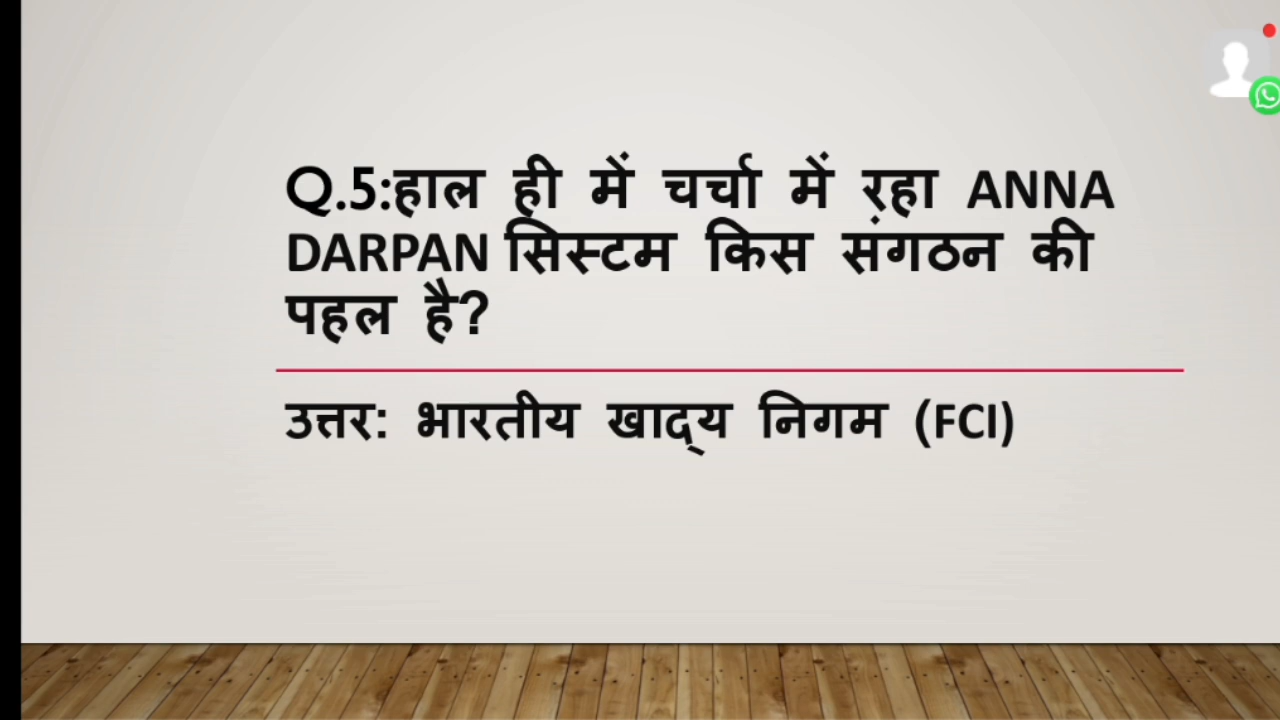 Q.5:हाल ही में चर्चा में रहा ANNA
DARPAN सिस्टम किस संगठन की
पहल है?
उत्तर: भारतीय खाद्य निगम (FCI)